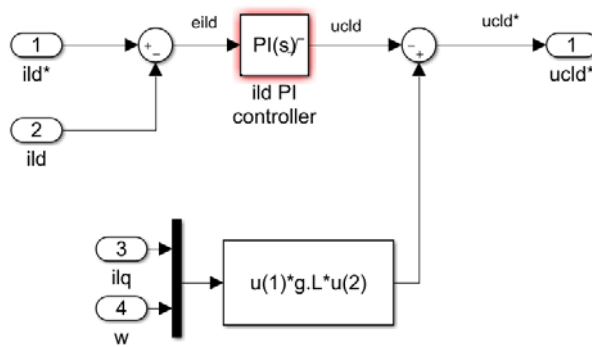 eild
ucld
ucld*
1
+
−
PI(s)
−
+
1
ild*
ild PI
controller
ucld*
2
ild
3
ilq
u(1)*g.L*u(2)
4
w